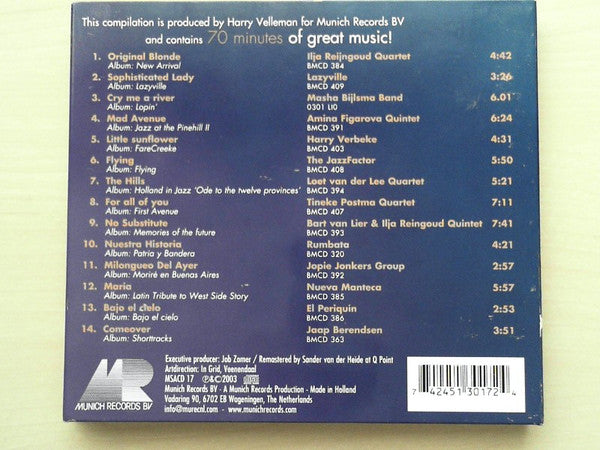 This compilation is produced by Harry Velleman for Munich Records BV
and contains 70 minutes of great music!
1. Original Blonde Ilja Reijngoud Quartet 4:42
Album: New Arrival BMCD 384
2. Sophisticated Lady Lazyville 3:26
Album: Lazyville BMCD 409
3. Cry me a river Masha Bijlsma Band 6.01
Album: Lopin' 0301 LI0
4. Mad Avenue Amina Figarova Quintet 6:24
Album: Jazz at the Pinehill II BMCD 391
5. Little sunflower Harry Verbeke 4:31
Album: FareCreeke BMCD 403
6. Flying The JazzFactor 5:50
Album: Flying BMCD 408
7. The Hills Loet van der Lee Quartet 5:21
Album: Holland in Jazz 'Ode to the twelve provinces' BMCD 394
8. For all of you Tineke Postma Quartet 7:11
Album: First Avenue BMCD 407
9. No Substitute Bart van Lier & Ilja Reingoud Quintet 7:41
Album: Memories of the future BMCD 393
10. Nuestra Historia Rumbata 4:21
Album: Patria y Bandera BMCD 320
11. Milongueo Del Ayer Jopie Jonkers Group 2:57
Album: Moriré en Buenos Aires BMCD 392
12. Maria Nueva Manteca 5:57
Album: Latin Tribute to West Side Story BMCD 385
13. Bajo el cielo El Periquin 2:53
Album: Bajo el cielo BMCD 386
14. Comeover Jaap Berendsen 3:51
Album: Shorttracks BMCD 363
Executive producer: Job Zomer / Remastered by Sander van der Heide at Q Point
Artdirection: In Grid, Veenendaal
MSACD 17 ℗&©2003
Munich Records BV - A Munich Records Production - Made in Holland
Vadaring 90, 6702 EB Wageningen, The Netherlands
info@murecnl.com - www.munichrecords.com
MR
MUNICH RECORDS BV
7 42451 30172 4